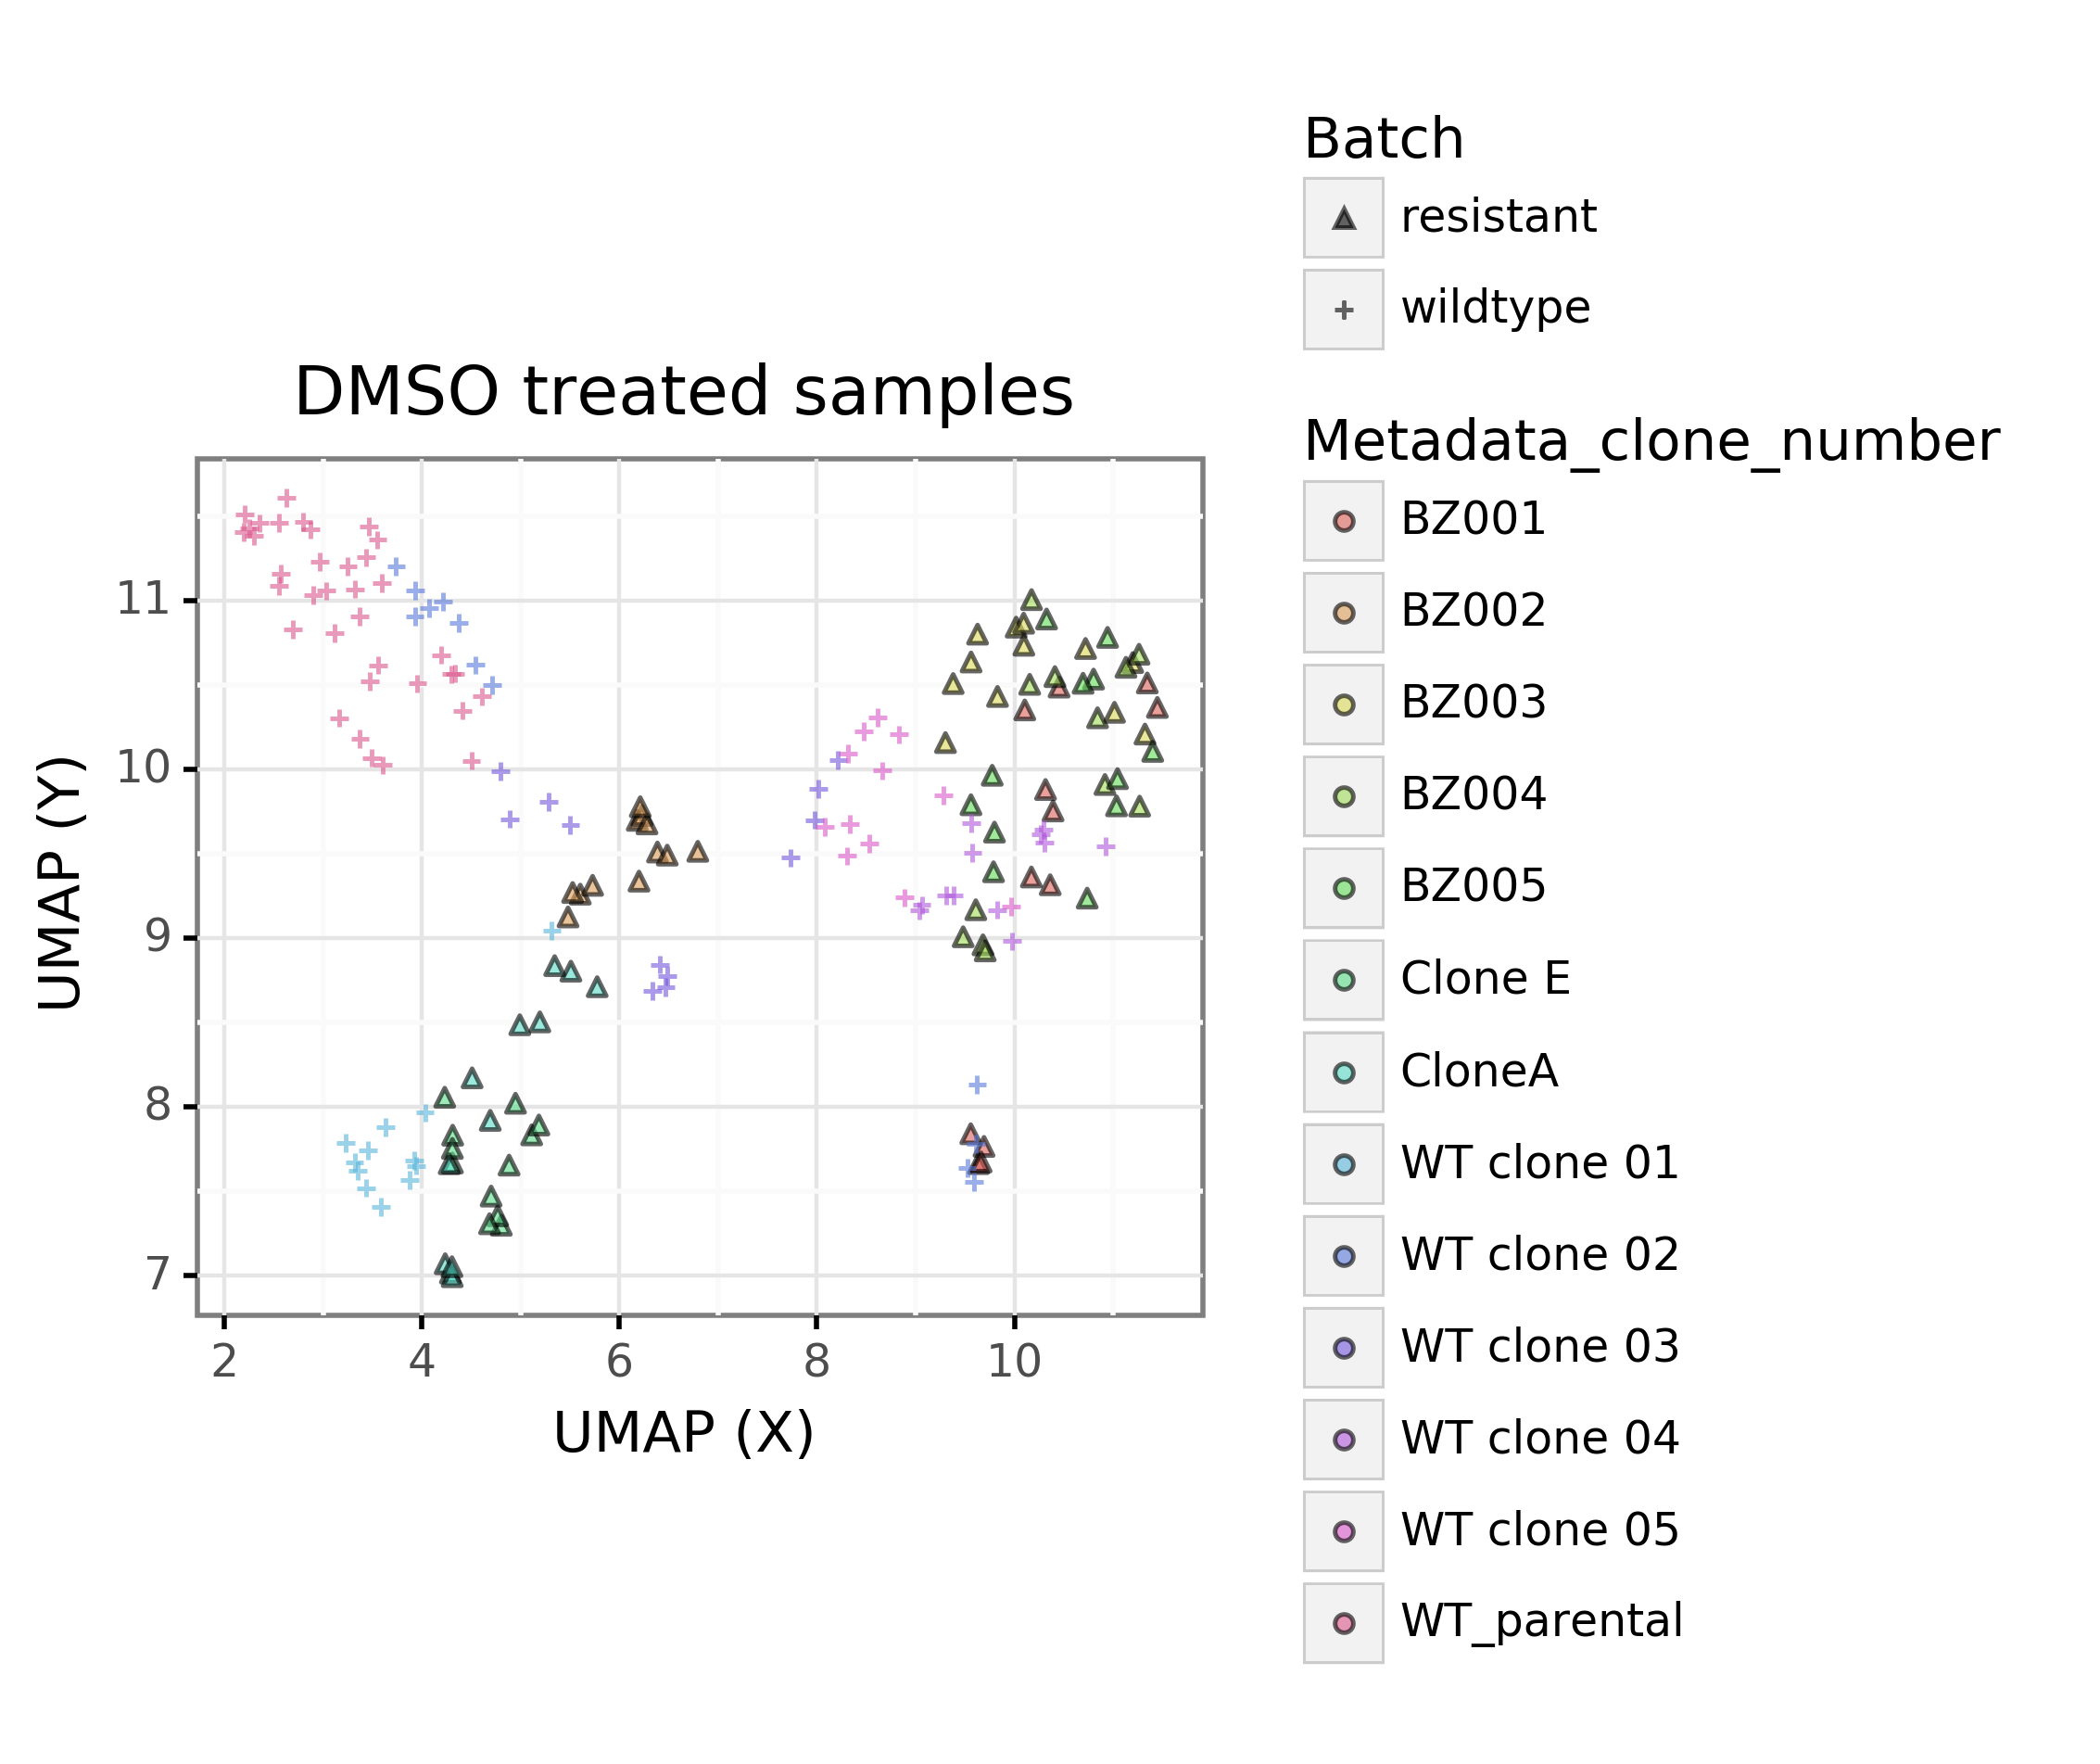 DMSO treated samples
UMAP (Y)
11
10
9
8
7
2 4 6 8 10
UMAP (X)
Batch
resistant
wildtype
Metadata_clone_number
BZ001
BZ002
BZ003
BZ004
BZ005
Clone E
CloneA
WT clone 01
WT clone 02
WT clone 03
WT clone 04
WT clone 05
WT_parental